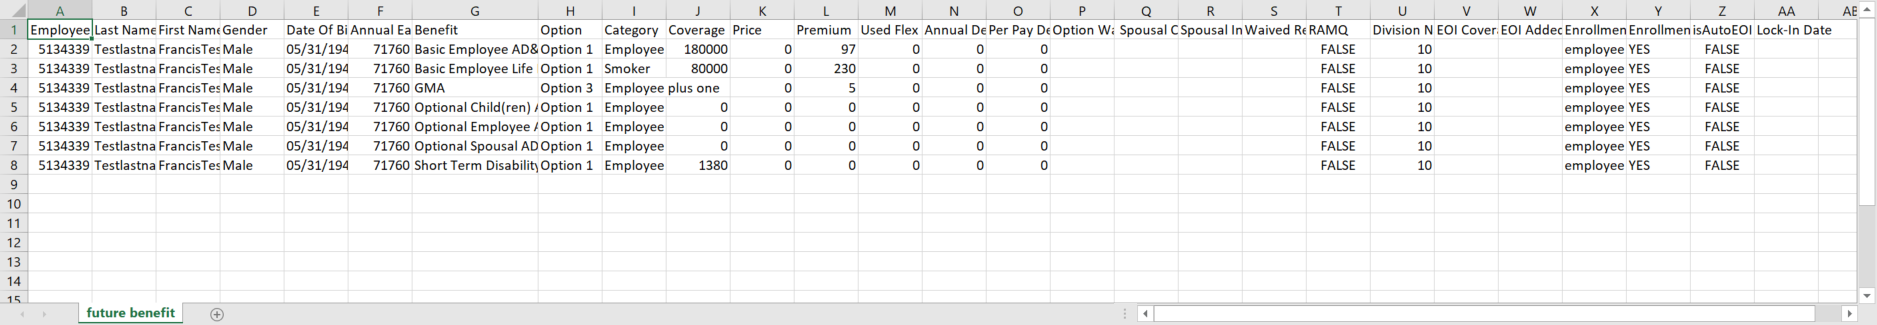 A B C D E F G H I J K L M N O P Q R S T U V W X Y Z AA AB
1 Employee Last Name First Name Gender Date Of Bi Annual Ea Benefit Option Category Coverage Price Premium Used Flex Annual De Per Pay De Option Wa Spousal C Spousal In Waived Re RAMQ Division N EOI Cover EOI Added Enrollmen Enrollmen isAutoEOI Lock-In Date
2 5134339 Testlastna FrancisTes Male 05/31/194 71760 Basic Employee AD& Option 1 Employee 180000 0 97 0 0 0 FALSE 10 employee YES FALSE
3 5134339 Testlastna FrancisTes Male 05/31/194 71760 Basic Employee Life Option 1 Smoker 80000 0 230 0 0 0 FALSE 10 employee YES FALSE
4 5134339 Testlastna FrancisTes Male 05/31/194 71760 GMA Option 3 Employee plus one 0 5 0 0 0 FALSE 10 employee YES FALSE
5 5134339 Testlastna FrancisTes Male 05/31/194 71760 Optional Child(ren) A Option 1 Employee 0 0 0 0 0 0 FALSE 10 employee YES FALSE
6 5134339 Testlastna FrancisTes Male 05/31/194 71760 Optional Employee A Option 1 Employee 0 0 0 0 0 0 FALSE 10 employee YES FALSE
7 5134339 Testlastna FrancisTes Male 05/31/194 71760 Optional Spousal AD Option 1 Employee 0 0 0 0 0 0 FALSE 10 employee YES FALSE
8 5134339 Testlastna FrancisTes Male 05/31/194 71760 Short Term Disability Option 1 Employee 1380 0 0 0 0 0 FALSE 10 employee YES FALSE
9
10
11
12
13
14
15
future benefit